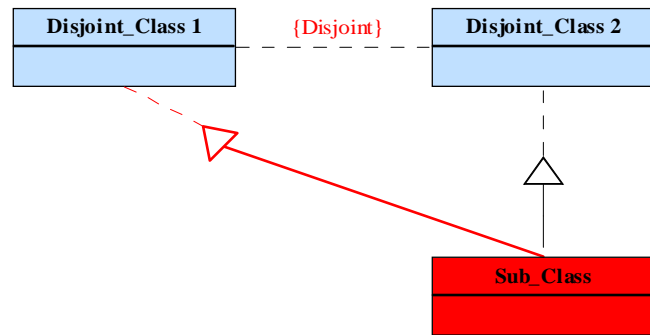 Disjoint_Class 1
{Disjoint}
Disjoint_Class 2
Sub_Class